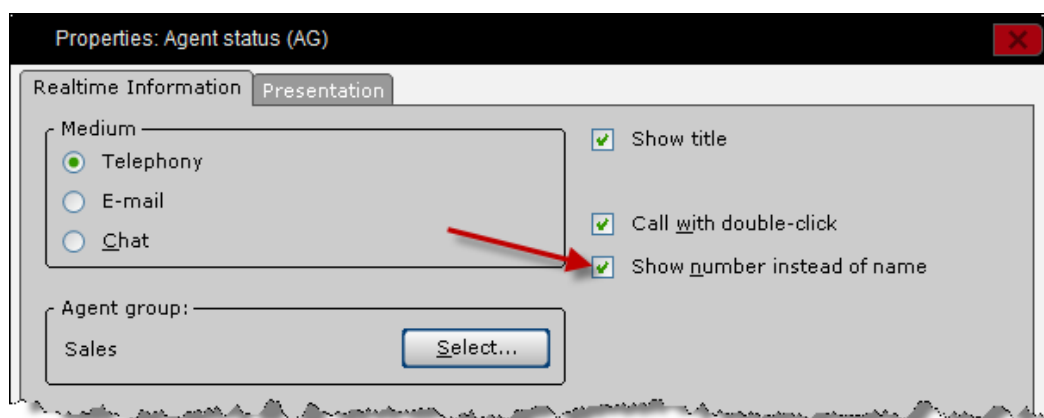 Properties: Agent status (AG)
Realtime Information
Presentation
Medium
Telephony
E-mail
Chat
Show title
Call with double-click
Show number instead of name
Agent group:
Sales
Select...